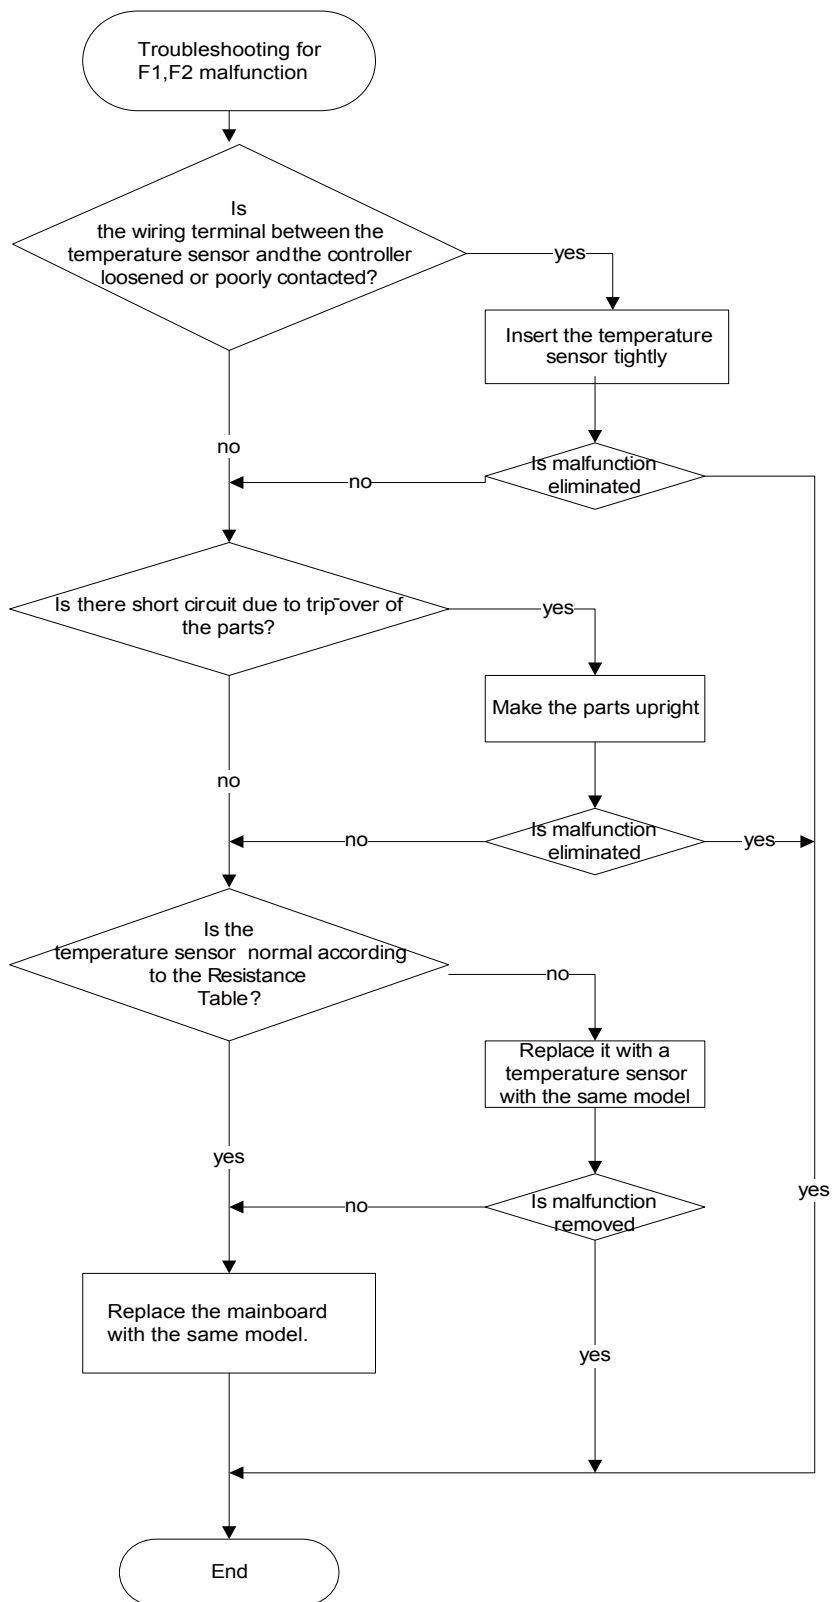 Troubleshooting for
F1,F2 malfunction
Is
the wiring terminal between the
temperature sensor and the controller
loosened or poorly contacted?
yes
Insert the temperature
sensor tightly
no
Is malfunction
eliminated
no
Is there short circuit due to trip-over of
the parts?
yes
Make the parts upright
no
Is malfunction
eliminated
no
yes
Is the
temperature sensor normal according
to the Resistance
Table?
no
Replace it with a
temperature sensor
with the same model
yes
yes
Is malfunction
removed
no
Replace the mainboard
with the same model.
yes
End